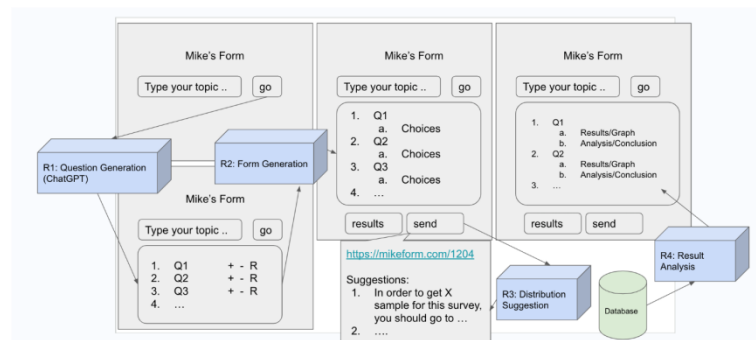 Mike's Form
Type your topic .. go
R1: Question Generation
(ChatGPT)
Mike's Form
Type your topic .. go
1. Q1 + - R
2. Q2 + - R
3. Q3 + - R
4. ...
R2: Form Generation
Mike's Form
Type your topic .. go
1. Q1
a. Choices
2. Q2
a. Choices
3. Q3
a. Choices
4. ...
results send
https://mikeform.com/1204
Suggestions:
1. In order to get X
sample for this survey,
you should go to ...
2. ....
R3: Distribution
Suggestion
Mike's Form
Type your topic .. go
1. Q1
a. Results/Graph
b. Analysis/Conclusion
2. Q2
a. Results/Graph
b. Analysis/Conclusion
3. ...
results send
R4: Result
Analysis
Database